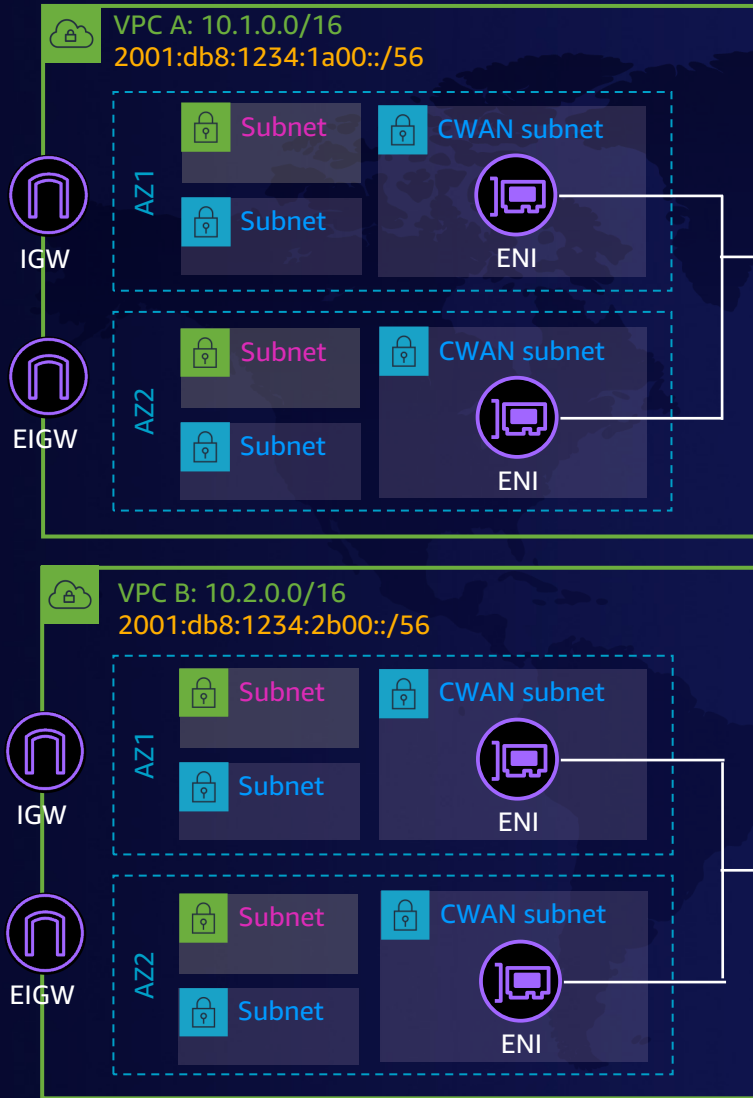 VPC A: 10.1.0.0/16
2001:db8:1234:1a00::/56
AZ1
Subnet
CWAN subnet
Subnet
ENI
IGW
AZ2
Subnet
CWAN subnet
Subnet
ENI
EIGW
VPC B: 10.2.0.0/16
2001:db8:1234:2b00::/56
AZ1
Subnet
CWAN subnet
Subnet
ENI
IGW
AZ2
Subnet
CWAN subnet
Subnet
ENI
EIGW